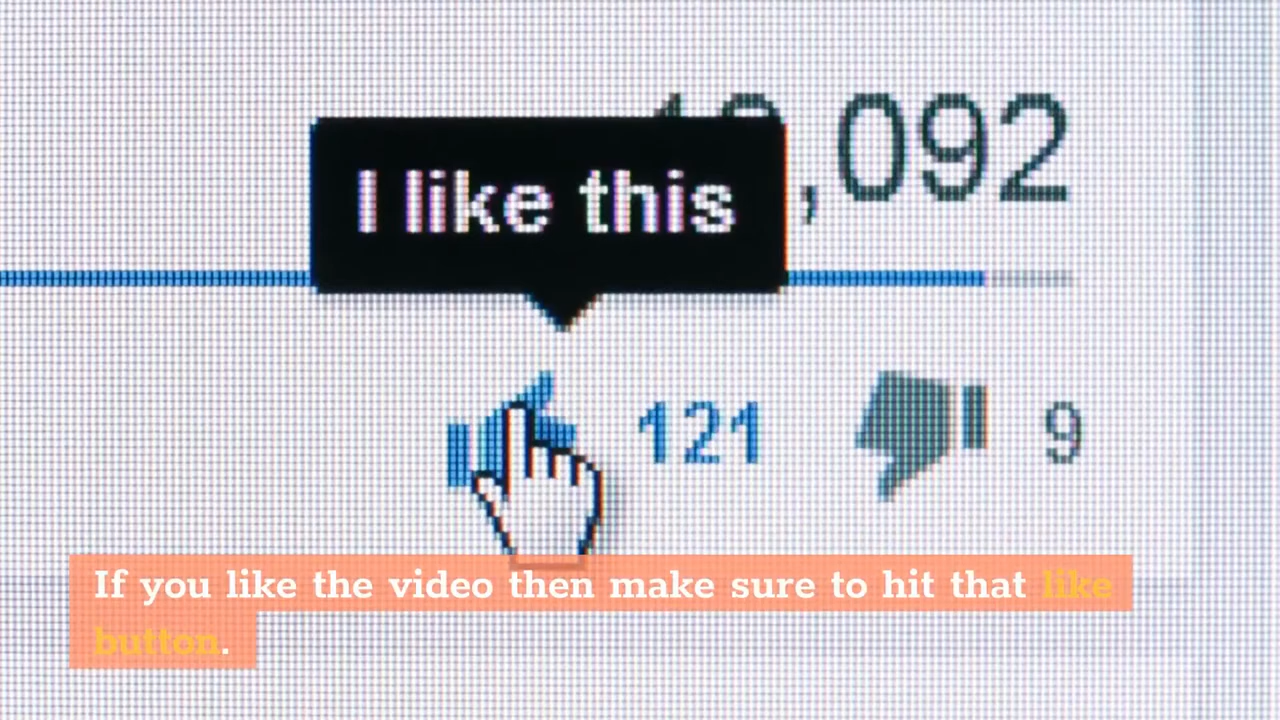 ,092
I like this
121 9
If you like the video then make sure to hit that like
button.